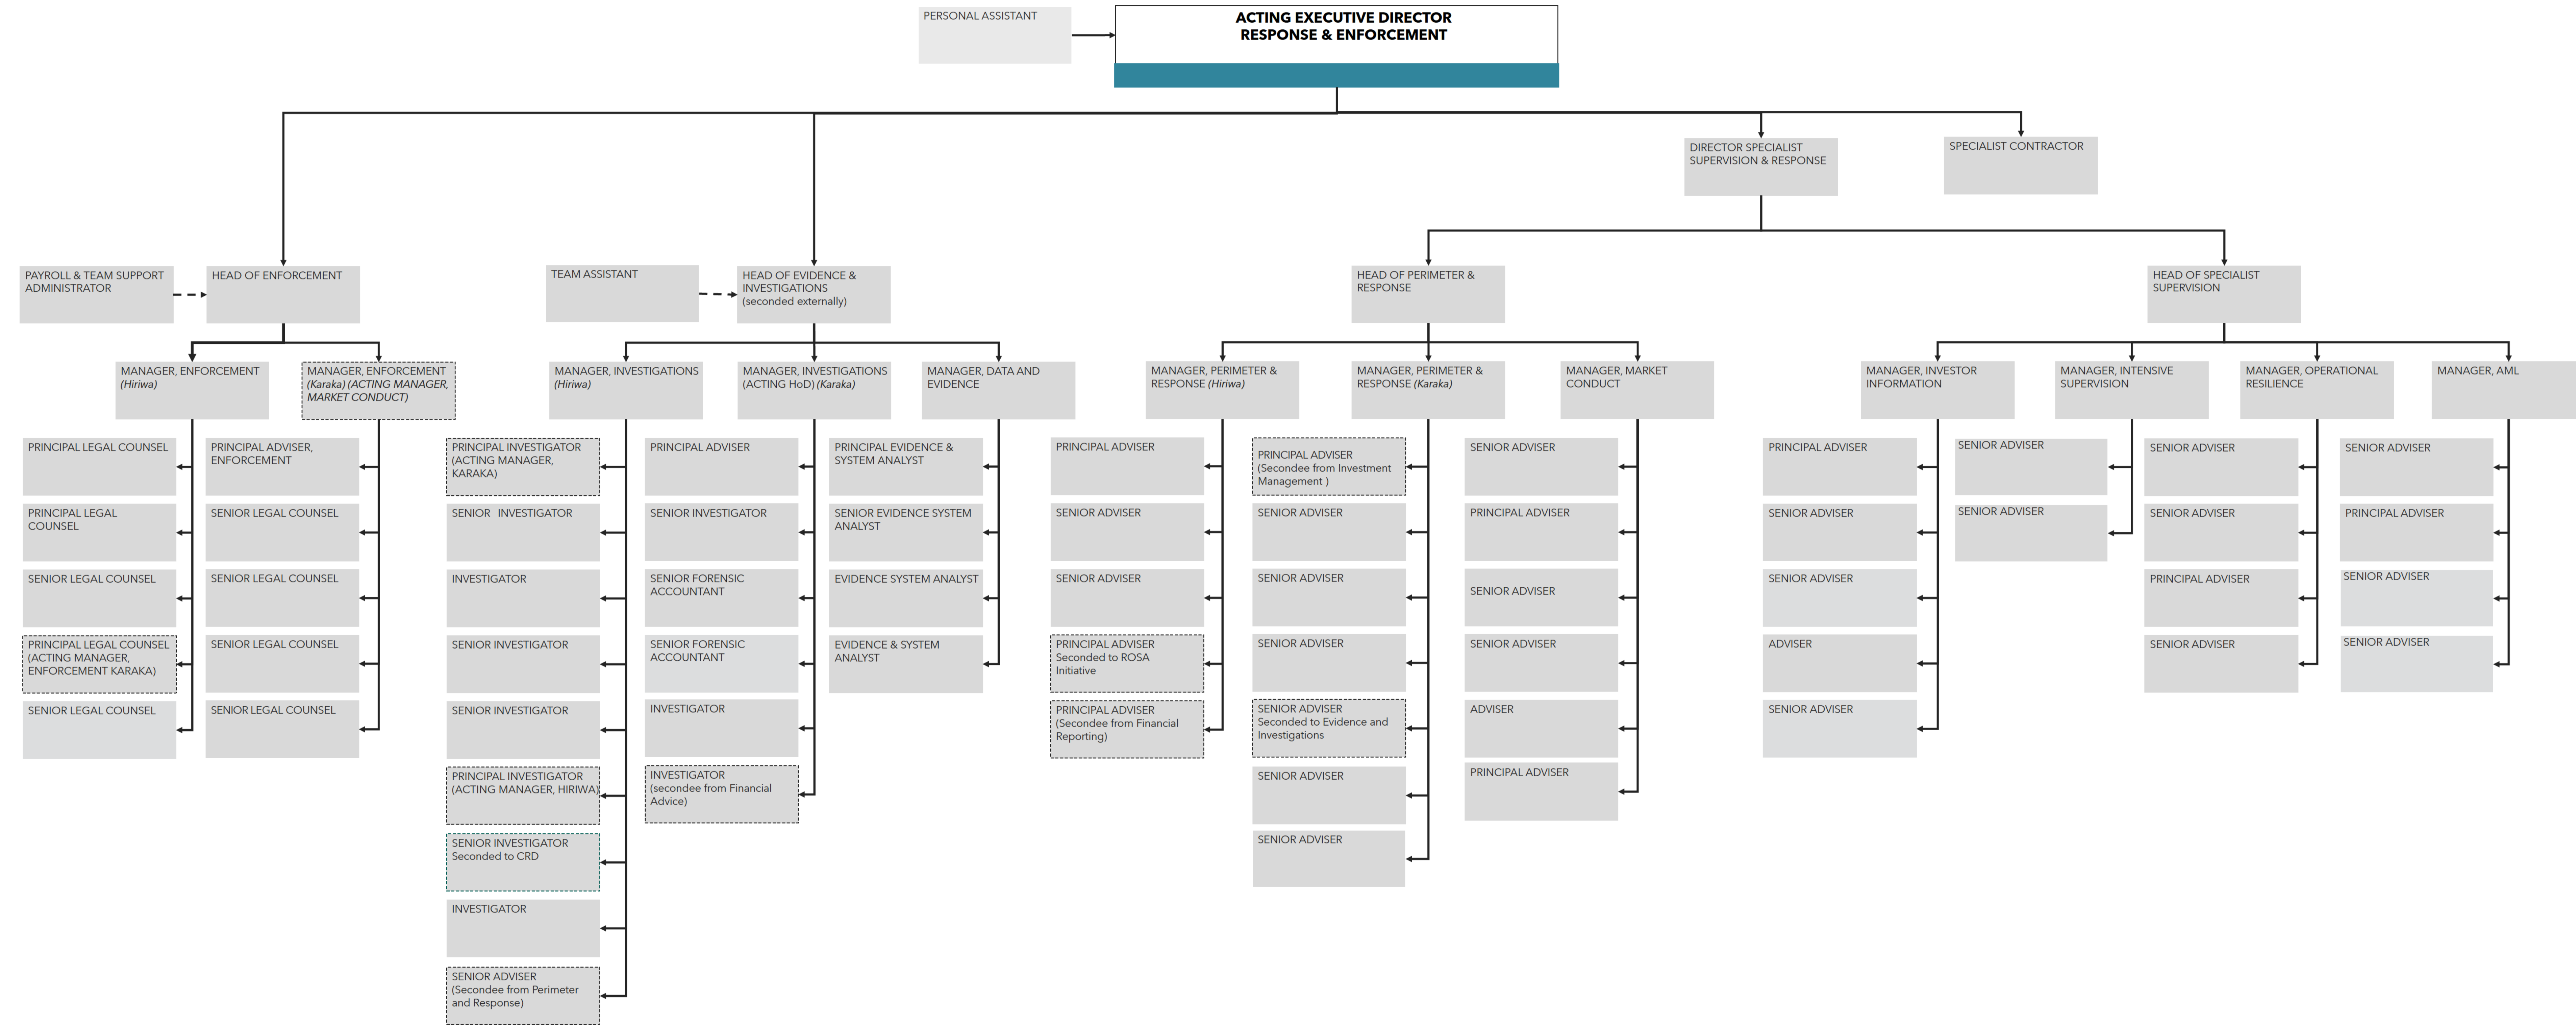 PERSONAL ASSISTANT
ACTING EXECUTIVE DIRECTOR
RESPONSE & ENFORCEMENT
DIRECTOR SPECIALIST
SUPERVISION & RESPONSE
SPECIALIST CONTRACTOR
PAYROLL & TEAM SUPPORT
ADMINISTRATOR
HEAD OF ENFORCEMENT
TEAM ASSISTANT
HEAD OF EVIDENCE &
INVESTIGATIONS
(seconded externally)
HEAD OF PERIMETER &
RESPONSE
HEAD OF SPECIALIST
SUPERVISION
MANAGER, ENFORCEMENT
(Hiriwa)
MANAGER, ENFORCEMENT
(Karaka) (ACTING MANAGER,
MARKET CONDUCT)
MANAGER, INVESTIGATIONS
(Hiriwa)
MANAGER, INVESTIGATIONS
(ACTING HoD) (Karaka)
MANAGER, DATA AND
EVIDENCE
MANAGER, PERIMETER &
RESPONSE (Hiriwa)
MANAGER, PERIMETER &
RESPONSE (Karaka)
MANAGER, MARKET
CONDUCT
MANAGER, INVESTOR
INFORMATION
MANAGER, INTENSIVE
SUPERVISION
MANAGER, OPERATIONAL
RESILIENCE
MANAGER, AML
PRINCIPAL LEGAL COUNSEL
PRINCIPAL LEGAL
COUNSEL
SENIOR LEGAL COUNSEL
PRINCIPAL LEGAL COUNSEL
(ACTING MANAGER,
ENFORCEMENT KARAKA)
SENIOR LEGAL COUNSEL
PRINCIPAL ADVISER,
ENFORCEMENT
SENIOR LEGAL COUNSEL
SENIOR LEGAL COUNSEL
SENIOR LEGAL COUNSEL
SENIOR LEGAL COUNSEL
PRINCIPAL INVESTIGATOR
(ACTING MANAGER,
KARAKA)
SENIOR INVESTIGATOR
INVESTIGATOR
SENIOR INVESTIGATOR
SENIOR INVESTIGATOR
PRINCIPAL INVESTIGATOR
(ACTING MANAGER, HIRIWA)
SENIOR INVESTIGATOR
Seconded to CRD
INVESTIGATOR
SENIOR ADVISER
(Secondee from Perimeter
and Response)
PRINCIPAL ADVISER
SENIOR INVESTIGATOR
SENIOR FORENSIC
ACCOUNTANT
SENIOR FORENSIC
ACCOUNTANT
INVESTIGATOR
INVESTIGATOR
(secondee from Financial
Advice)
PRINCIPAL EVIDENCE &
SYSTEM ANALYST
SENIOR EVIDENCE SYSTEM
ANALYST
EVIDENCE SYSTEM ANALYST
EVIDENCE & SYSTEM
ANALYST
PRINCIPAL ADVISER
SENIOR ADVISER
SENIOR ADVISER
PRINCIPAL ADVISER
Seconded to ROSA
Initiative
PRINCIPAL ADVISER
(Secondee from Financial
Reporting)
PRINCIPAL ADVISER
(Secondee from Investment
Management )
SENIOR ADVISER
SENIOR ADVISER
SENIOR ADVISER
SENIOR ADVISER
Seconded to Evidence and
Investigations
SENIOR ADVISER
SENIOR ADVISER
SENIOR ADVISER
PRINCIPAL ADVISER
SENIOR ADVISER
SENIOR ADVISER
ADVISER
PRINCIPAL ADVISER
PRINCIPAL ADVISER
SENIOR ADVISER
SENIOR ADVISER
ADVISER
SENIOR ADVISER
SENIOR ADVISER
SENIOR ADVISER
SENIOR ADVISER
SENIOR ADVISER
PRINCIPAL ADVISER
SENIOR ADVISER
SENIOR ADVISER
PRINCIPAL ADVISER
SENIOR ADVISER
SENIOR ADVISER